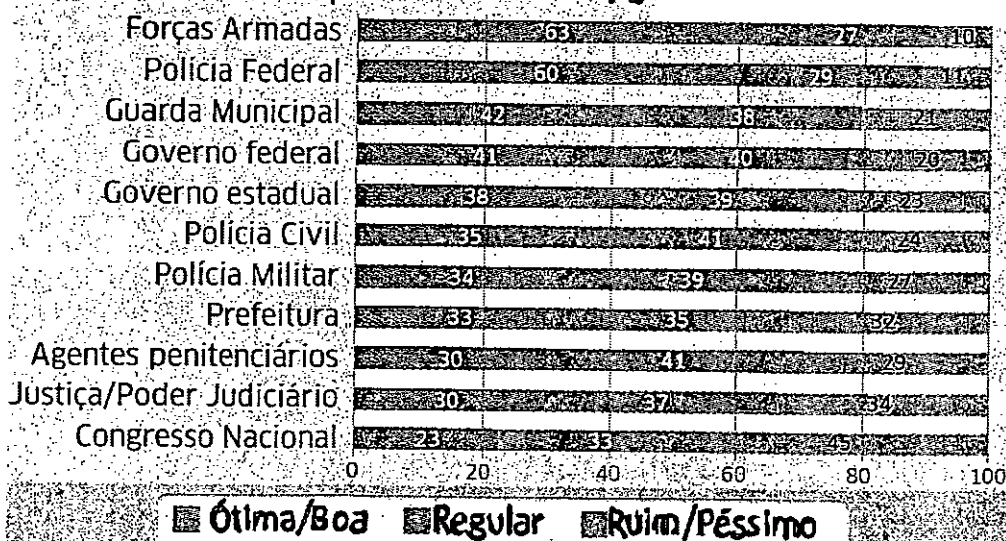 Forças Armadas 63 27 10
Polícia Federal 60 29 11
Guarda Municipal 42 38 21
Governo federal 41 40 20
Governo estadual 38 39 23
Polícia Civil 35 41 24
Polícia Militar 34 39 27
Prefeitura 33 35 32
Agentes penitenciários 30 41 29
Justiça/Poder Judiciário 30 37 34
Congresso Nacional 23 33 45
0 20 40 60 80 100
Ótima/Boa Regular Ruim/Péssimo